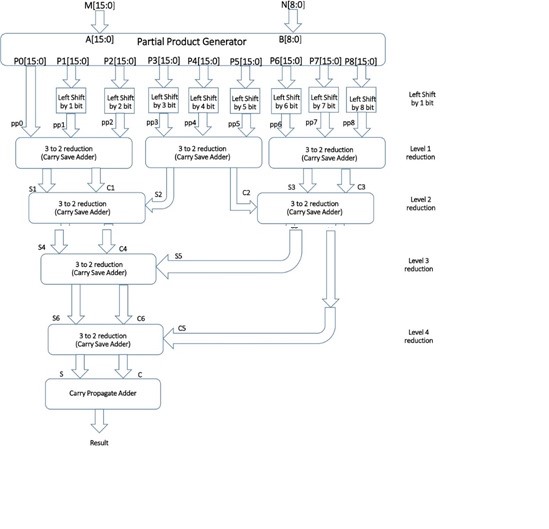 M[15:0]
N[8:0]
A[15:0]
Partial Product Generator
B[8:0]
P0[15:0]
P1[15:0]
P2[15:0]
P3[15:0]
P4[15:0]
P5[15:0]
P6[15:0]
P7[15:0]
P8[15:0]
Left Shift
by 1 bit
Left Shift
by 2 bit
Left Shift
by 3 bit
Left Shift
by 4 bit
Left Shift
by 5 bit
Left Shift
by 6 bit
Left Shift
by 7 bit
Left Shift
by 8 bit
Left Shift
by 1 bit
pp0
pp1
pp2
pp3
pp4
pp5
pp6
pp7
pp8
3 to 2 reduction
(Carry Save Adder)
3 to 2 reduction
(Carry Save Adder)
3 to 2 reduction
(Carry Save Adder)
Level 1
reduction
S1
C1
S2
C2
S3
C3
3 to 2 reduction
(Carry Save Adder)
3 to 2 reduction
(Carry Save Adder)
Level 2
reduction
S4
C4
S5
3 to 2 reduction
(Carry Save Adder)
Level 3
reduction
S6
C6
C5
3 to 2 reduction
(Carry Save Adder)
Level 4
reduction
S
C
Carry Propagate Adder
Result